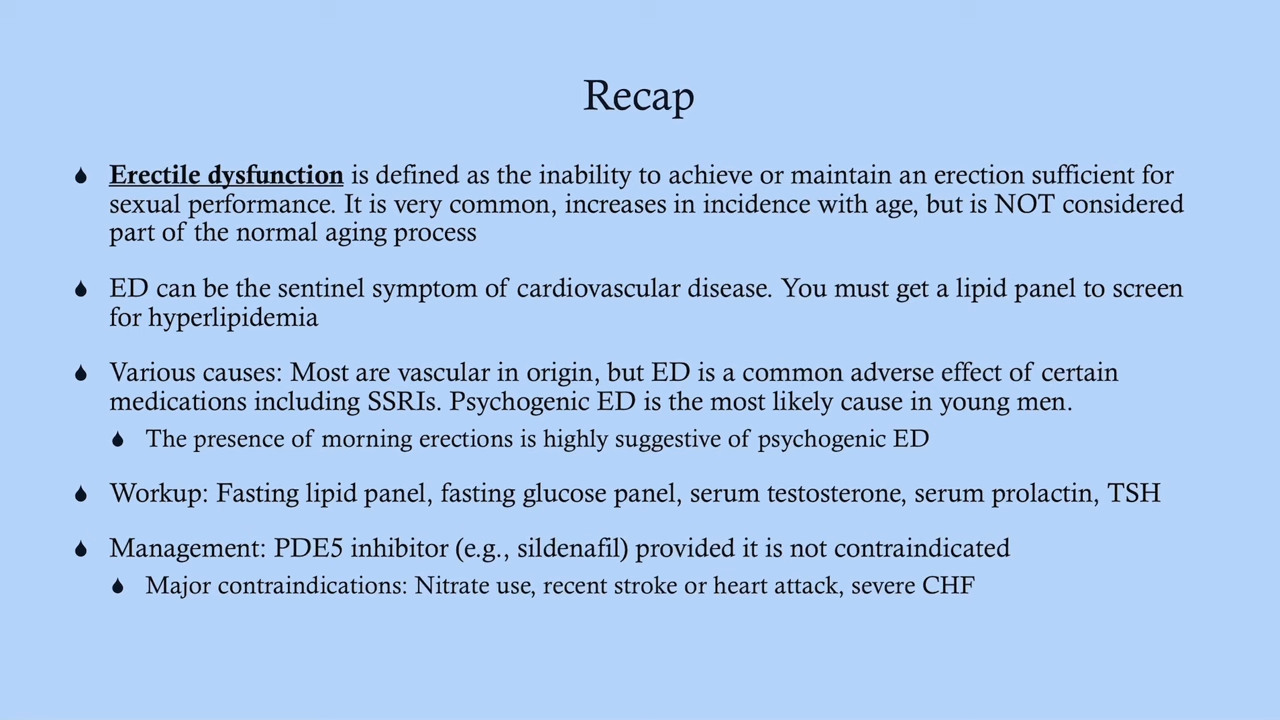 Recap
Erectile dysfunction is defined as the inability to achieve or maintain an erection sufficient for
sexual performance. It is very common, increases in incidence with age, but is NOT considered
part of the normal aging process
ED can be the sentinel symptom of cardiovascular disease. You must get a lipid panel to screen
for hyperlipidemia
Various causes: Most are vascular in origin, but ED is a common adverse effect of certain
medications including SSRIs. Psychogenic ED is the most likely cause in young men.
The presence of morning erections is highly suggestive of psychogenic ED
Workup: Fasting lipid panel, fasting glucose panel, serum testosterone, serum prolactin, TSH
Management: PDE5 inhibitor (e.g., sildenafil) provided it is not contraindicated
Major contraindications: Nitrate use, recent stroke or heart attack, severe CHF